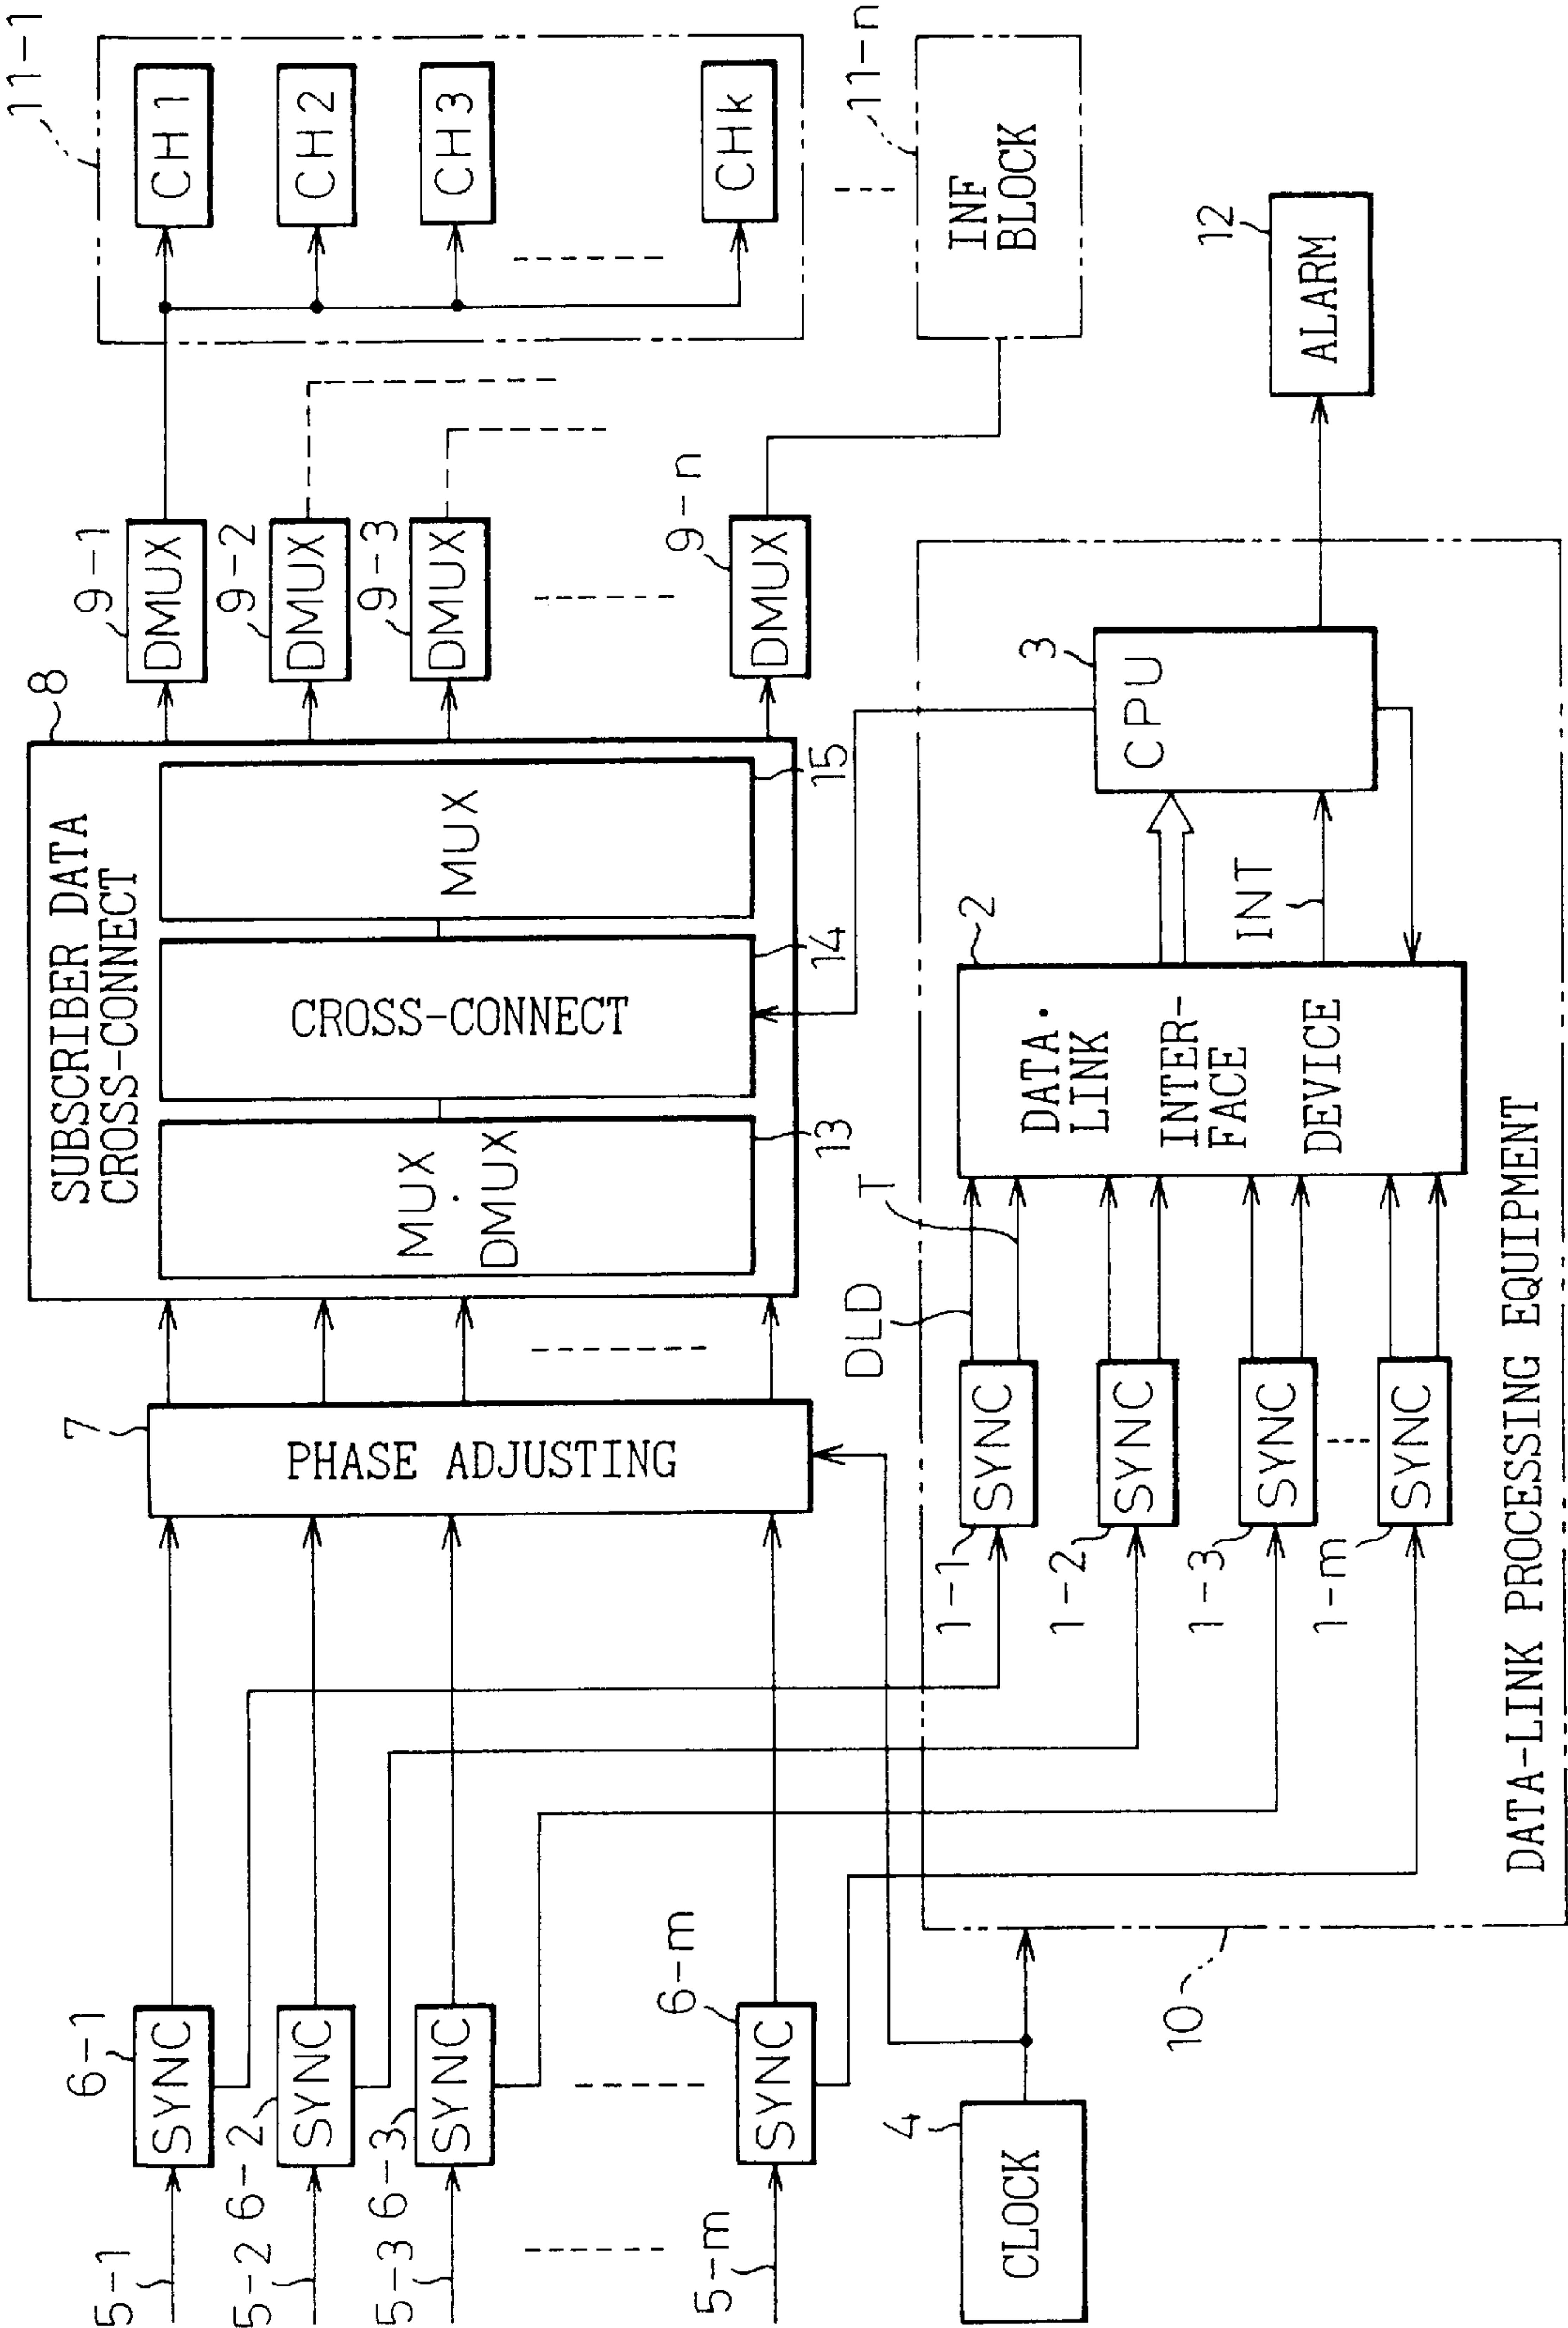 5-1
5-2
5-3
5-m
6-1
SYNC
6-2
SYNC
6-3
SYNC
6-m
SYNC
4
CLOCK
7
PHASE ADJUSTING
8
SUBSCRIBER DATA
CROSS-CONNECT
MUX
·
DMUX
13
CROSS-CONNECT
14
MUX
15
9-1
DMUX
9-2
DMUX
9-3
DMUX
9-n
DMUX
11-1
CH1
CH2
CH3
CHk
11-n
INF
BLOCK
10
1-1
SYNC
1-2
SYNC
1-3
SYNC
1-m
SYNC
DLD
T
2
DATA·
LINK
INTER-
FACE
DEVICE
INT
3
CPU
12
ALARM
DATA-LINK PROCESSING EQUIPMENT